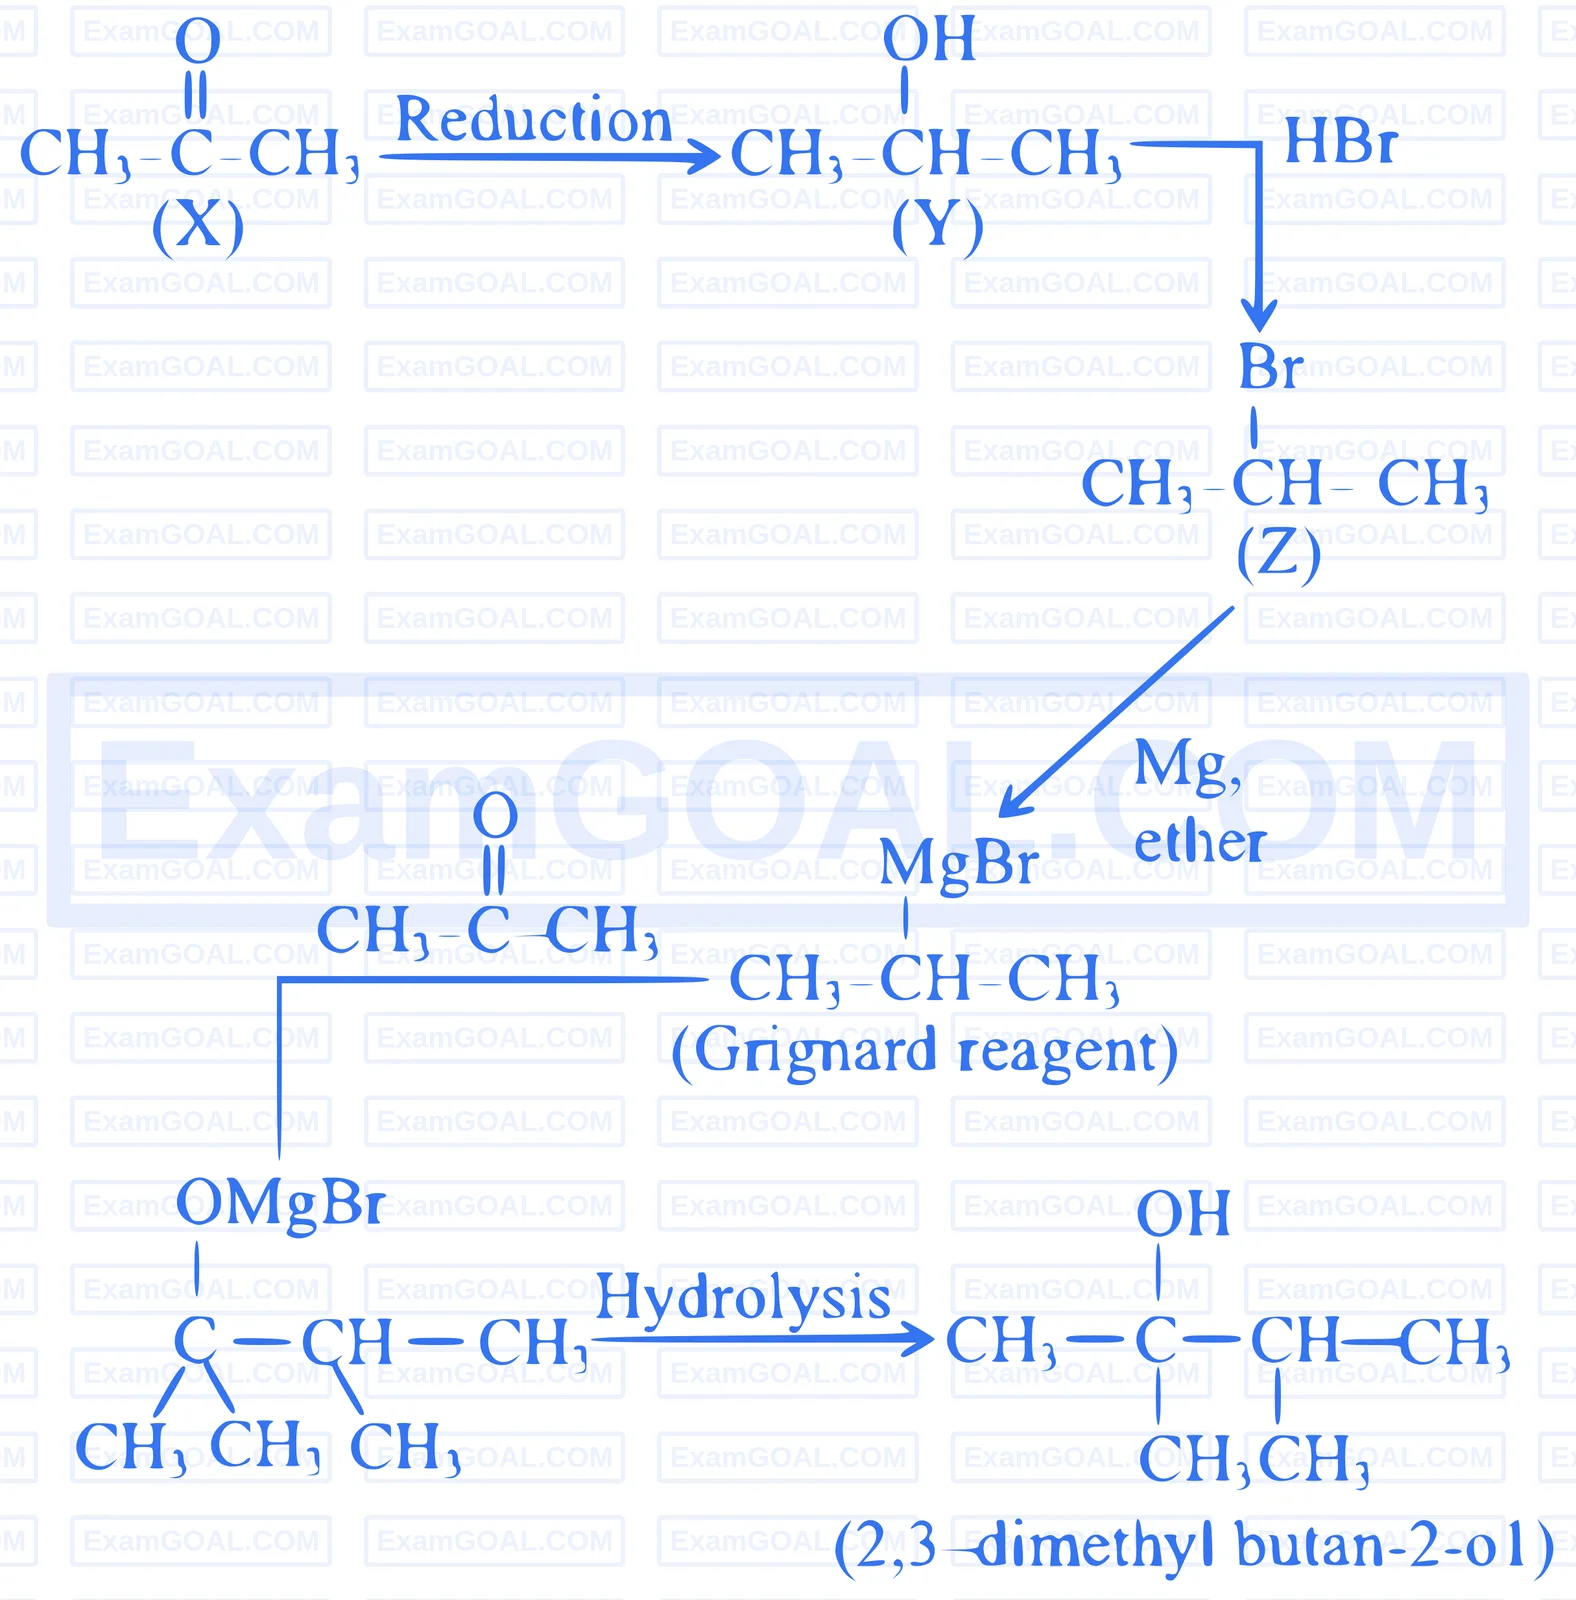 O OH
CH₃–C–CH₃ Reduction CH₃–CH–CH₃ HBr
(X) (Y)
Br
CH₃–CH–CH₃
(Z)
Mg,
ether
O
MgBr
CH₃–C–CH₃
CH₃–CH–CH₃
(Grignard reagent)
OMgBr OH
C–CH–CH₃ Hydrolysis CH₃–C–CH–CH₃
CH₃ CH₃ CH₃ CH₃ CH₃
(2,3–dimethyl butan-2-ol)
ExamGOAL.COM